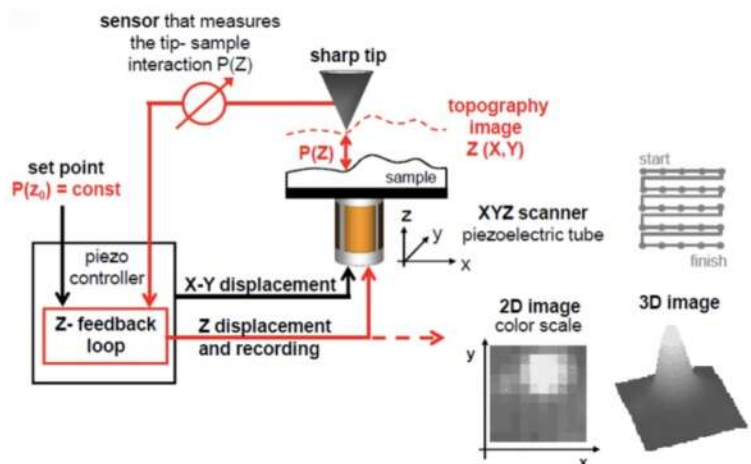 sensor that measures
the tip- sample
interaction P(Z)
sharp tip
topography
image
Z (X,Y)
P(Z)
set point
P(z₀) = const
sample
start
finish
piezo
controller
z
y
x
XYZ scanner
piezoelectric tube
X-Y displacement
Z- feedback
loop
Z displacement
and recording
2D image
color scale
3D image
y
x